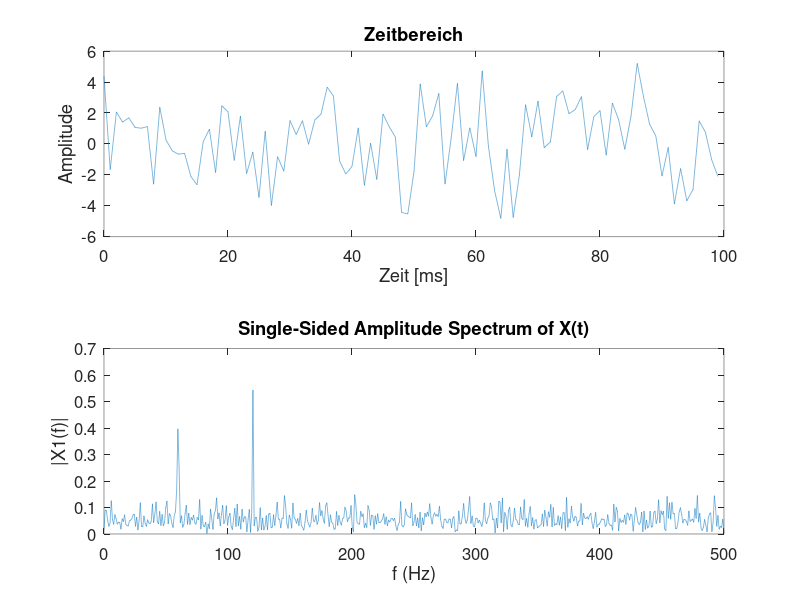 Zeitbereich
6
4
2
0
-2
-4
-6
Amplitude
0 20 40 60 80 100
Zeit [ms]
Single-Sided Amplitude Spectrum of X(t)
0.7
0.6
0.5
0.4
0.3
0.2
0.1
0
|X1(f)|
0 100 200 300 400 500
f (Hz)